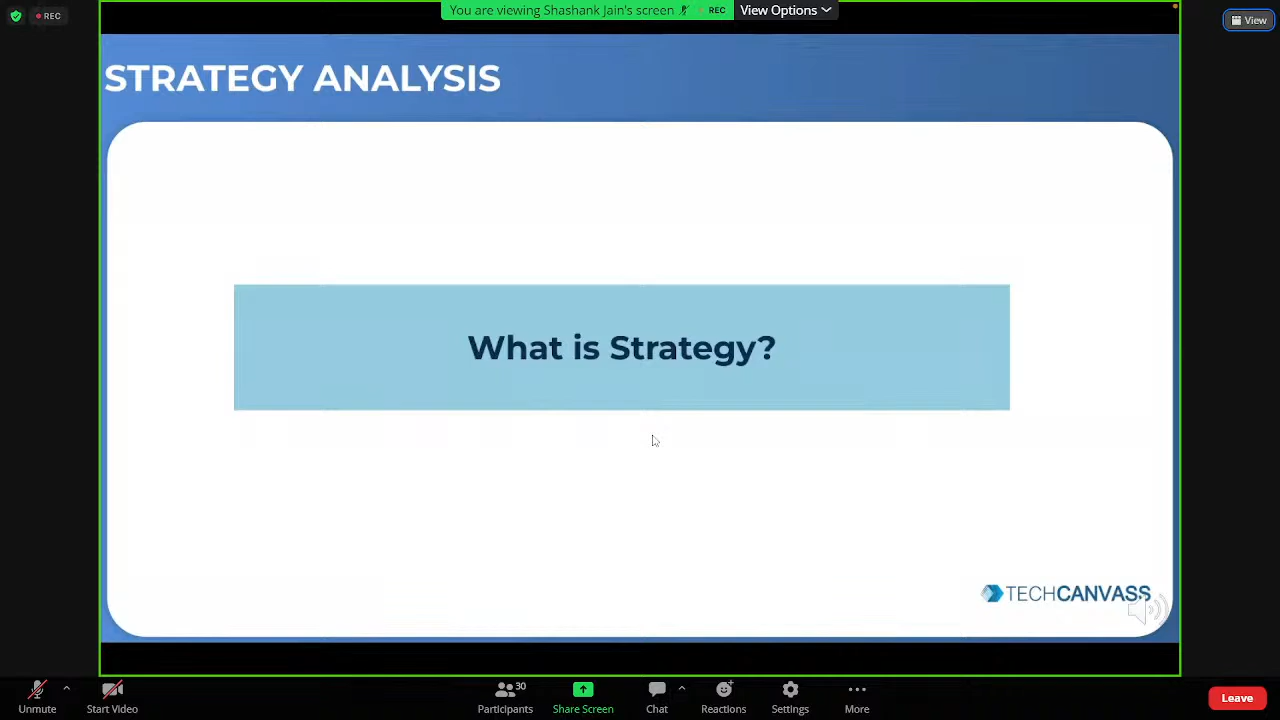 REC
You are viewing Shashank Jain's screen
REC
View Options
View
STRATEGY ANALYSIS
What is Strategy?
TECHCANVASS
Unmute
Start Video
30
Participants
Share Screen
Chat
Reactions
Settings
More
Leave